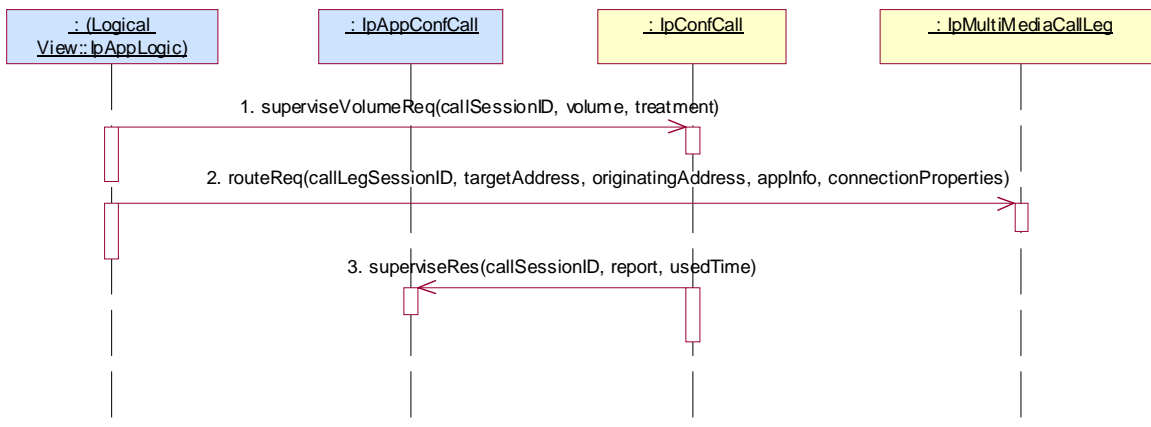 : (Logical
View::IpAppLogic)
: IpAppConfCall
: IpConfCall
: IpMultiMediaCallLeg
1. superviseVolumeReq(callSessionID, volume, treatment)
2. routeReq(callLegSessionID, targetAddress, originatingAddress, appInfo, connectionProperties)
3. superviseRes(callSessionID, report, usedTime)